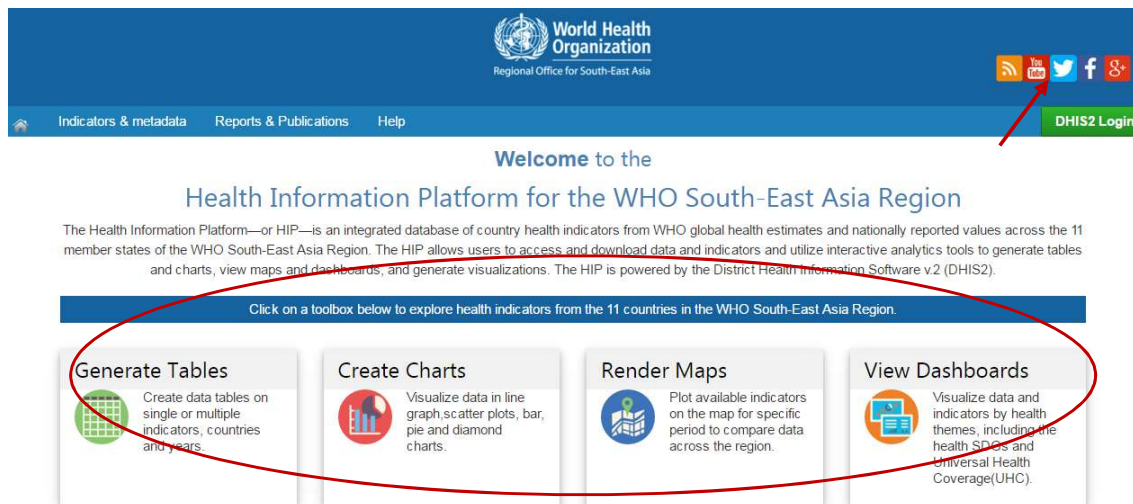 World Health
Organization
Regional Office for South-East Asia
You
Tube
f
g+
Indicators & metadata
Reports & Publications
Help
DHIS2 Login
Welcome to the
Health Information Platform for the WHO South-East Asia Region
The Health Information Platform—or HIP—is an integrated database of country health indicators from WHO global health estimates and nationally reported values across the 11
member states of the WHO South-East Asia Region. The HIP allows users to access and download data and indicators and utilize interactive analytics tools to generate tables
and charts, view maps and dashboards, and generate visualizations. The HIP is powered by the District Health Information Software v.2 (DHIS2).
Click on a toolbox below to explore health indicators from the 11 countries in the WHO South-East Asia Region.
Generate Tables
Create data tables on
single or multiple
indicators, countries
and years.
Create Charts
Visualize data in line
graph,scatter plots, bar,
pie and diamond
charts.
Render Maps
Plot available indicators
on the map for specific
period to compare data
across the region.
View Dashboards
Visualize data and
indicators by health
themes, including the
health SDGs and
Universal Health
Coverage(UHC).